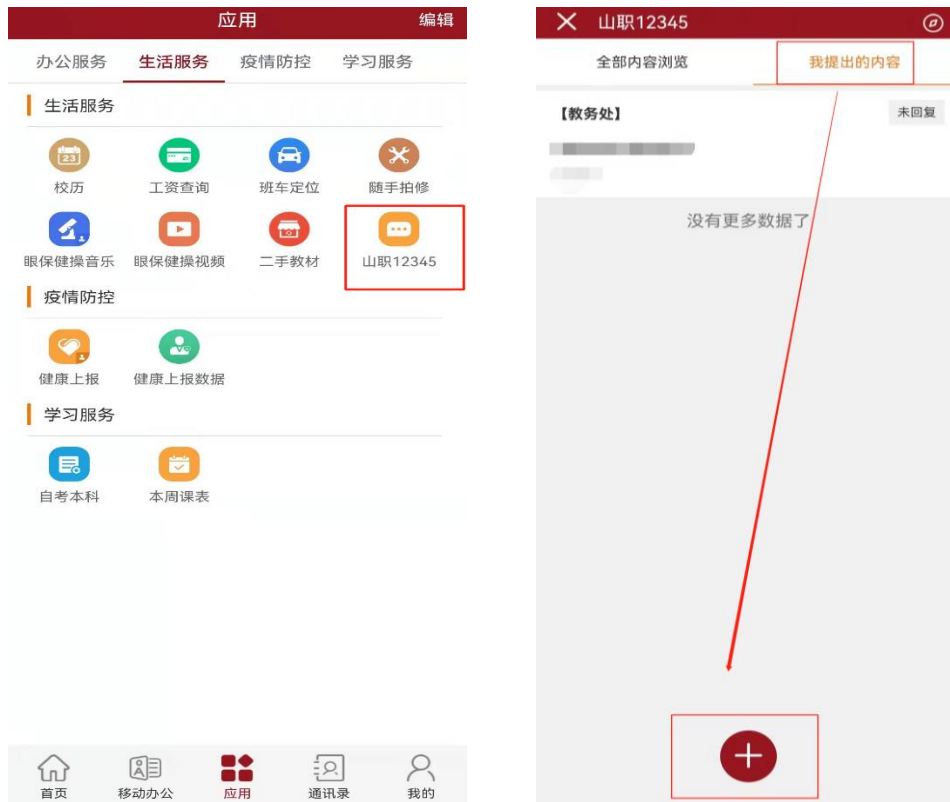 应用
编辑
办公服务 生活服务 疫情防控 学习服务
生活服务
23
校历 工资查询 班车定位 随手拍修
眼保健操音乐 眼保健操视频 二手教材 山职12345
疫情防控
健康上报 健康上报数据
学习服务
自考本科 本周课表
首页 移动办公 应用 通讯录 我的
山职12345
全部内容浏览 我提出的内容
【教务处】 未回复
没有更多数据了